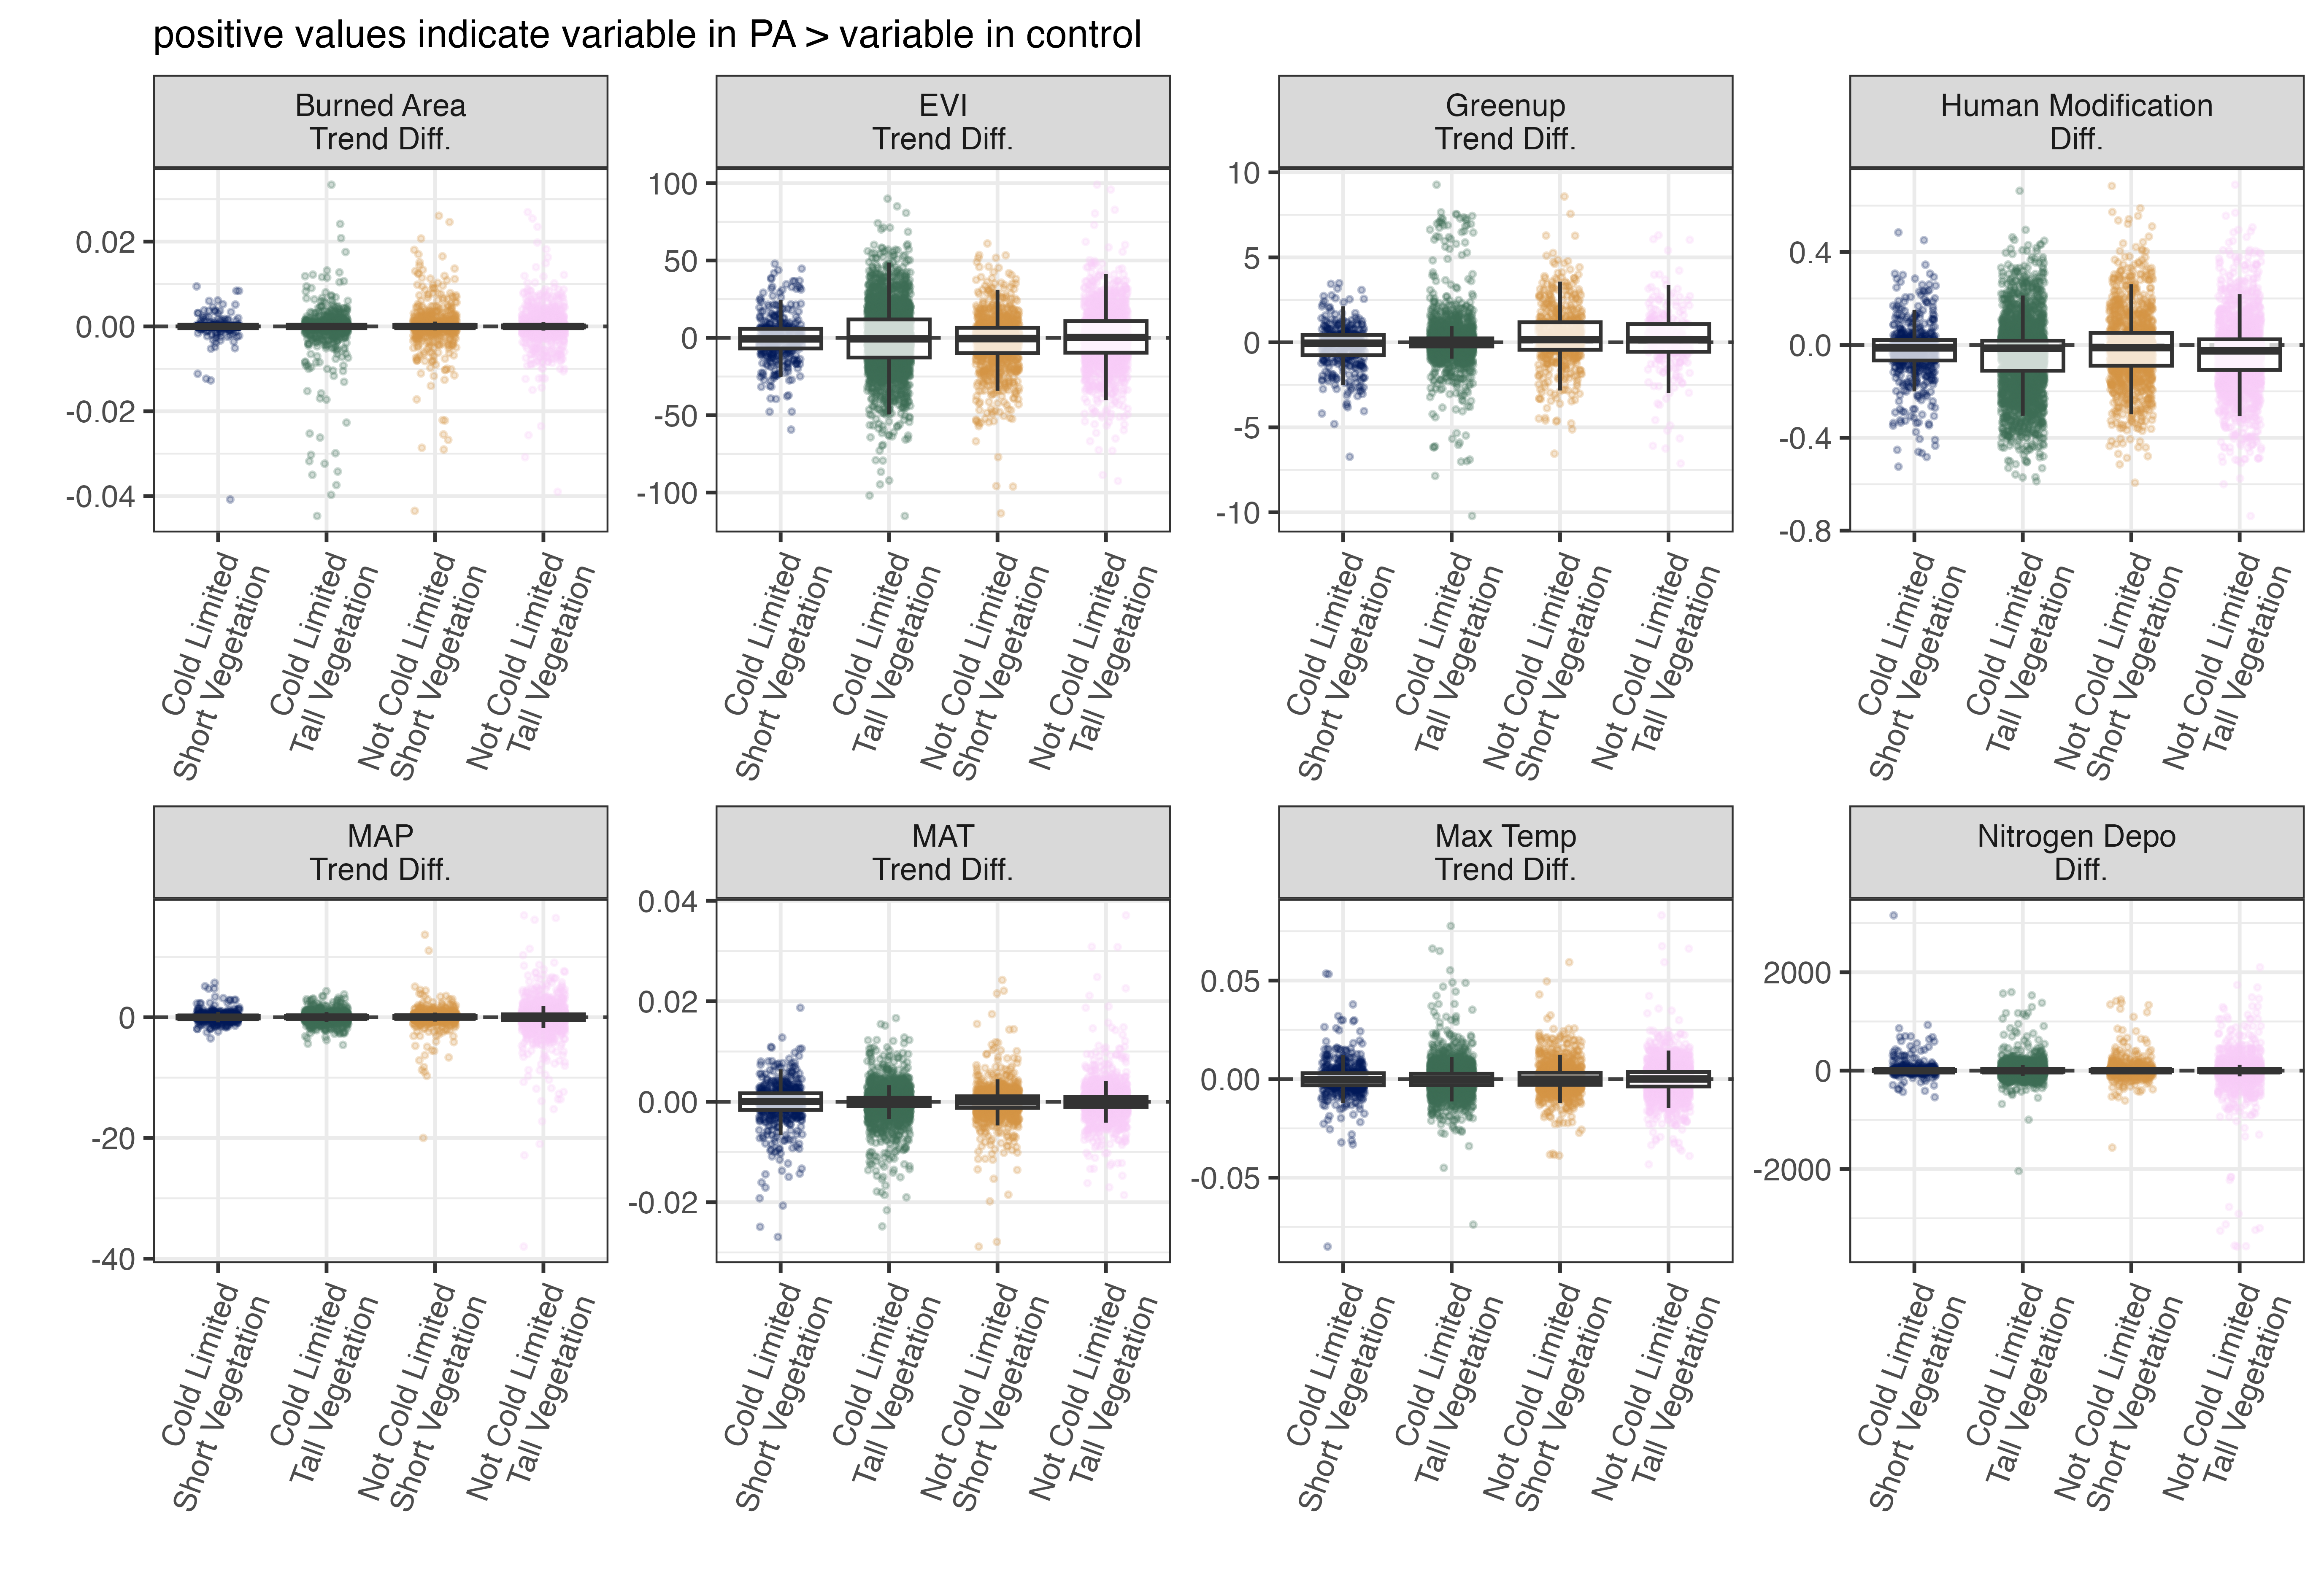 positive values indicate variable in PA > variable in control
Burned Area
Trend Diff.
EVI
Trend Diff.
Greenup
Trend Diff.
Human Modification
Diff.
0.02
0.00
-0.02
-0.04
100
50
0
-50
-100
10
5
0
-5
-10
0.4
0.0
-0.4
-0.8
Cold Limited
Short Vegetation
Cold Limited
Tall Vegetation
Not Cold Limited
Short Vegetation
Not Cold Limited
Tall Vegetation
Cold Limited
Short Vegetation
Cold Limited
Tall Vegetation
Not Cold Limited
Short Vegetation
Not Cold Limited
Tall Vegetation
Cold Limited
Short Vegetation
Cold Limited
Tall Vegetation
Not Cold Limited
Short Vegetation
Not Cold Limited
Tall Vegetation
Cold Limited
Short Vegetation
Cold Limited
Tall Vegetation
Not Cold Limited
Short Vegetation
Not Cold Limited
Tall Vegetation
MAP
Trend Diff.
MAT
Trend Diff.
Max Temp
Trend Diff.
Nitrogen Depo
Diff.
0
-20
-40
0.04
0.02
0.00
-0.02
0.05
0.00
-0.05
2000
0
-2000
Cold Limited
Short Vegetation
Cold Limited
Tall Vegetation
Not Cold Limited
Short Vegetation
Not Cold Limited
Tall Vegetation
Cold Limited
Short Vegetation
Cold Limited
Tall Vegetation
Not Cold Limited
Short Vegetation
Not Cold Limited
Tall Vegetation
Cold Limited
Short Vegetation
Cold Limited
Tall Vegetation
Not Cold Limited
Short Vegetation
Not Cold Limited
Tall Vegetation
Cold Limited
Short Vegetation
Cold Limited
Tall Vegetation
Not Cold Limited
Short Vegetation
Not Cold Limited
Tall Vegetation